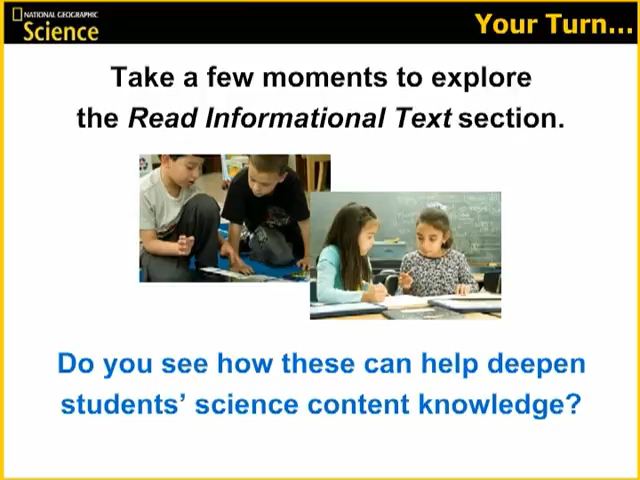 NATIONAL GEOGRAPHIC
Science
Your Turn...
Take a few moments to explore
the Read Informational Text section.
Do you see how these can help deepen
students’ science content knowledge?